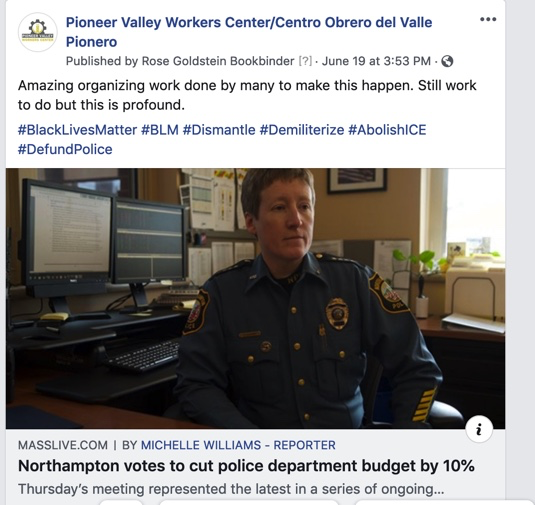 Pioneer Valley Workers Center/Centro Obrero del Valle
Pionero
Published by Rose Goldstein Bookbinder [?] · June 19 at 3:53 PM ·
Amazing organizing work done by many to make this happen. Still work
to do but this is profound.
#BlackLivesMatter #BLM #Dismantle #Demiliterize #AbolishICE
#DefundPolice
MASSLIVE.COM | BY MICHELLE WILLIAMS - REPORTER
Northampton votes to cut police department budget by 10%
Thursday’s meeting represented the latest in a series of ongoing...